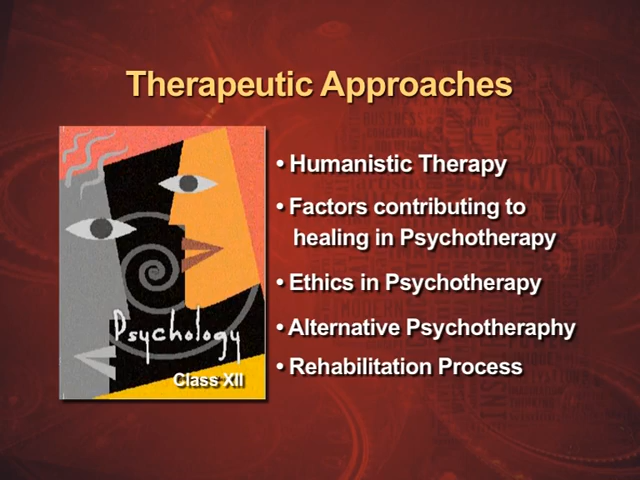 Therapeutic Approaches
• Humanistic Therapy
• Factors contributing to
healing in Psychotherapy
• Ethics in Psychotherapy
• Alternative Psychotheraphy
• Rehabilitation Process
Psychology
Class XII